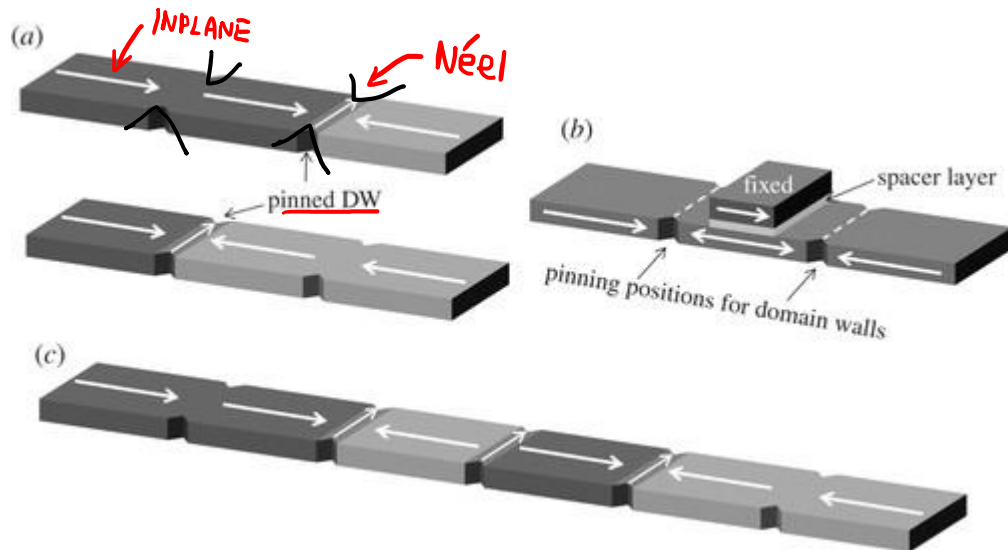 (a)
INPLANE
Néel
pinned DW
(b)
fixed
spacer layer
pinning positions for domain walls
(c)